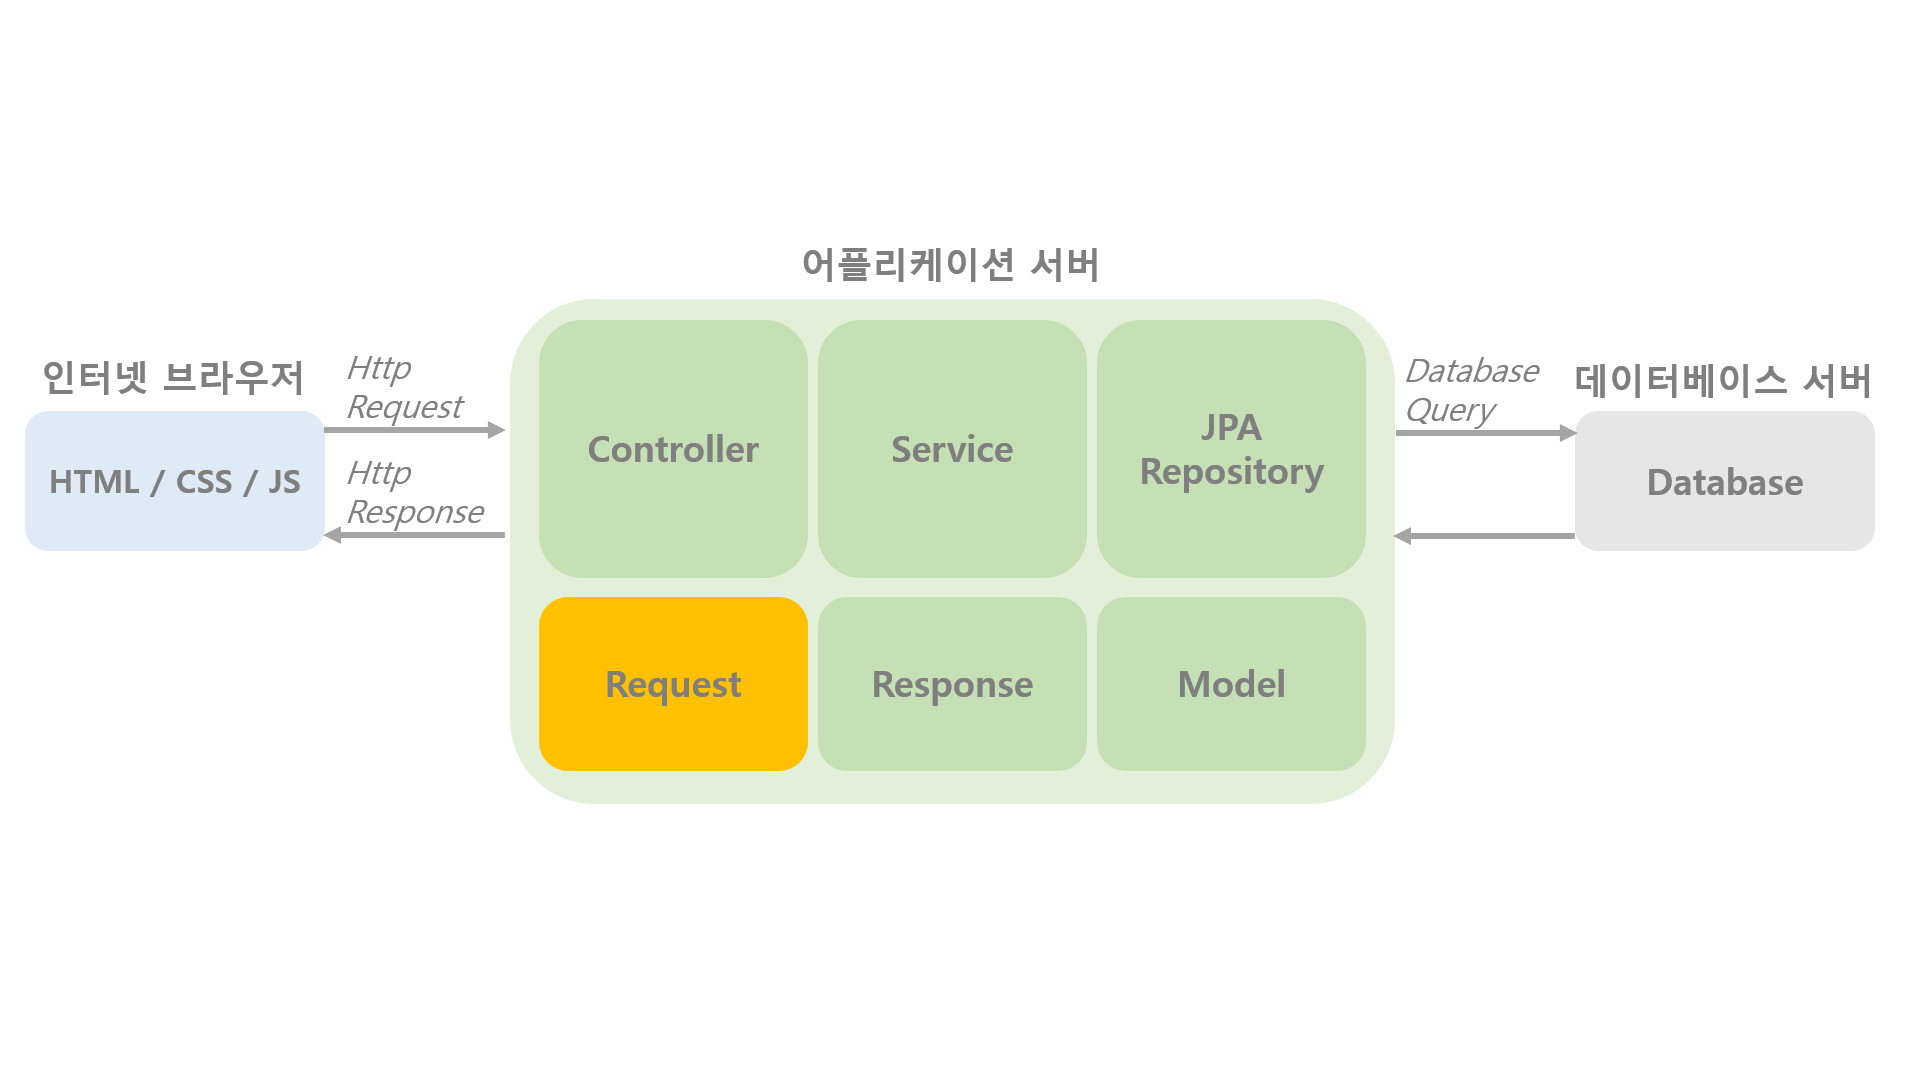 어플리케이션 서버
인터넷 브라우저
HTML / CSS / JS
Http
Request
Http
Response
Controller
Service
JPA
Repository
Request
Response
Model
Database
Query
데이터베이스 서버
Database